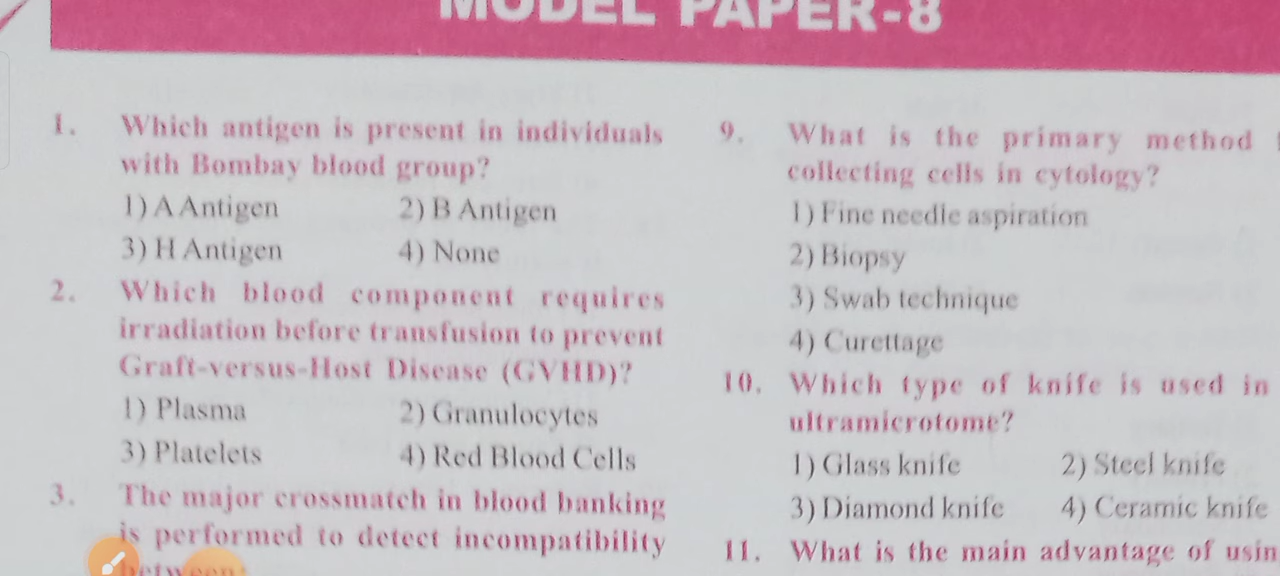 MODEL PAPER-8
1. Which antigen is present in individuals
with Bombay blood group?
1) A Antigen 2) B Antigen
3) H Antigen 4) None
2. Which blood component requires
irradiation before transfusion to prevent
Graft-versus-Host Disease (GVHD)?
1) Plasma 2) Granulocytes
3) Platelets 4) Red Blood Cells
3. The major crossmatch in blood banking
is performed to detect incompatibility
between:
9. What is the primary method
collecting cells in cytology?
1) Fine needle aspiration
2) Biopsy
3) Swab technique
4) Curettage
10. Which type of knife is used in
ultramicrotome?
1) Glass knife 2) Steel knife
3) Diamond knife 4) Ceramic knife
11. What is the main advantage of usin